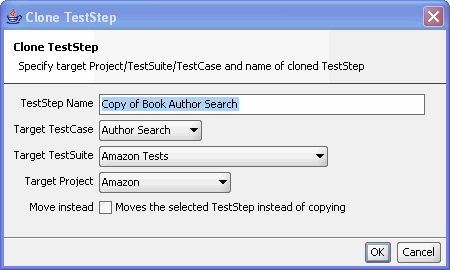 Clone TestStep
Clone TestStep
Specify target Project/TestSuite/TestCase and name of cloned TestStep
TestStep Name Copy of Book Author Search
Target TestCase Author Search
Target TestSuite Amazon Tests
Target Project Amazon
Move instead Moves the selected TestStep instead of copying
OK Cancel